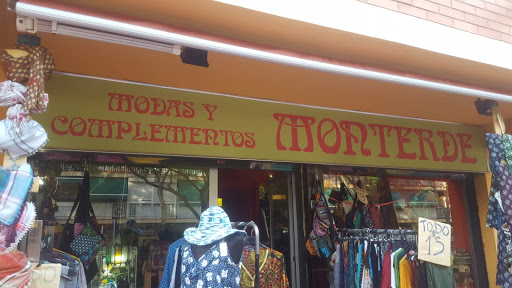 MODAS Y
COMPLEMENTOS
MONTERDE
TODO
15